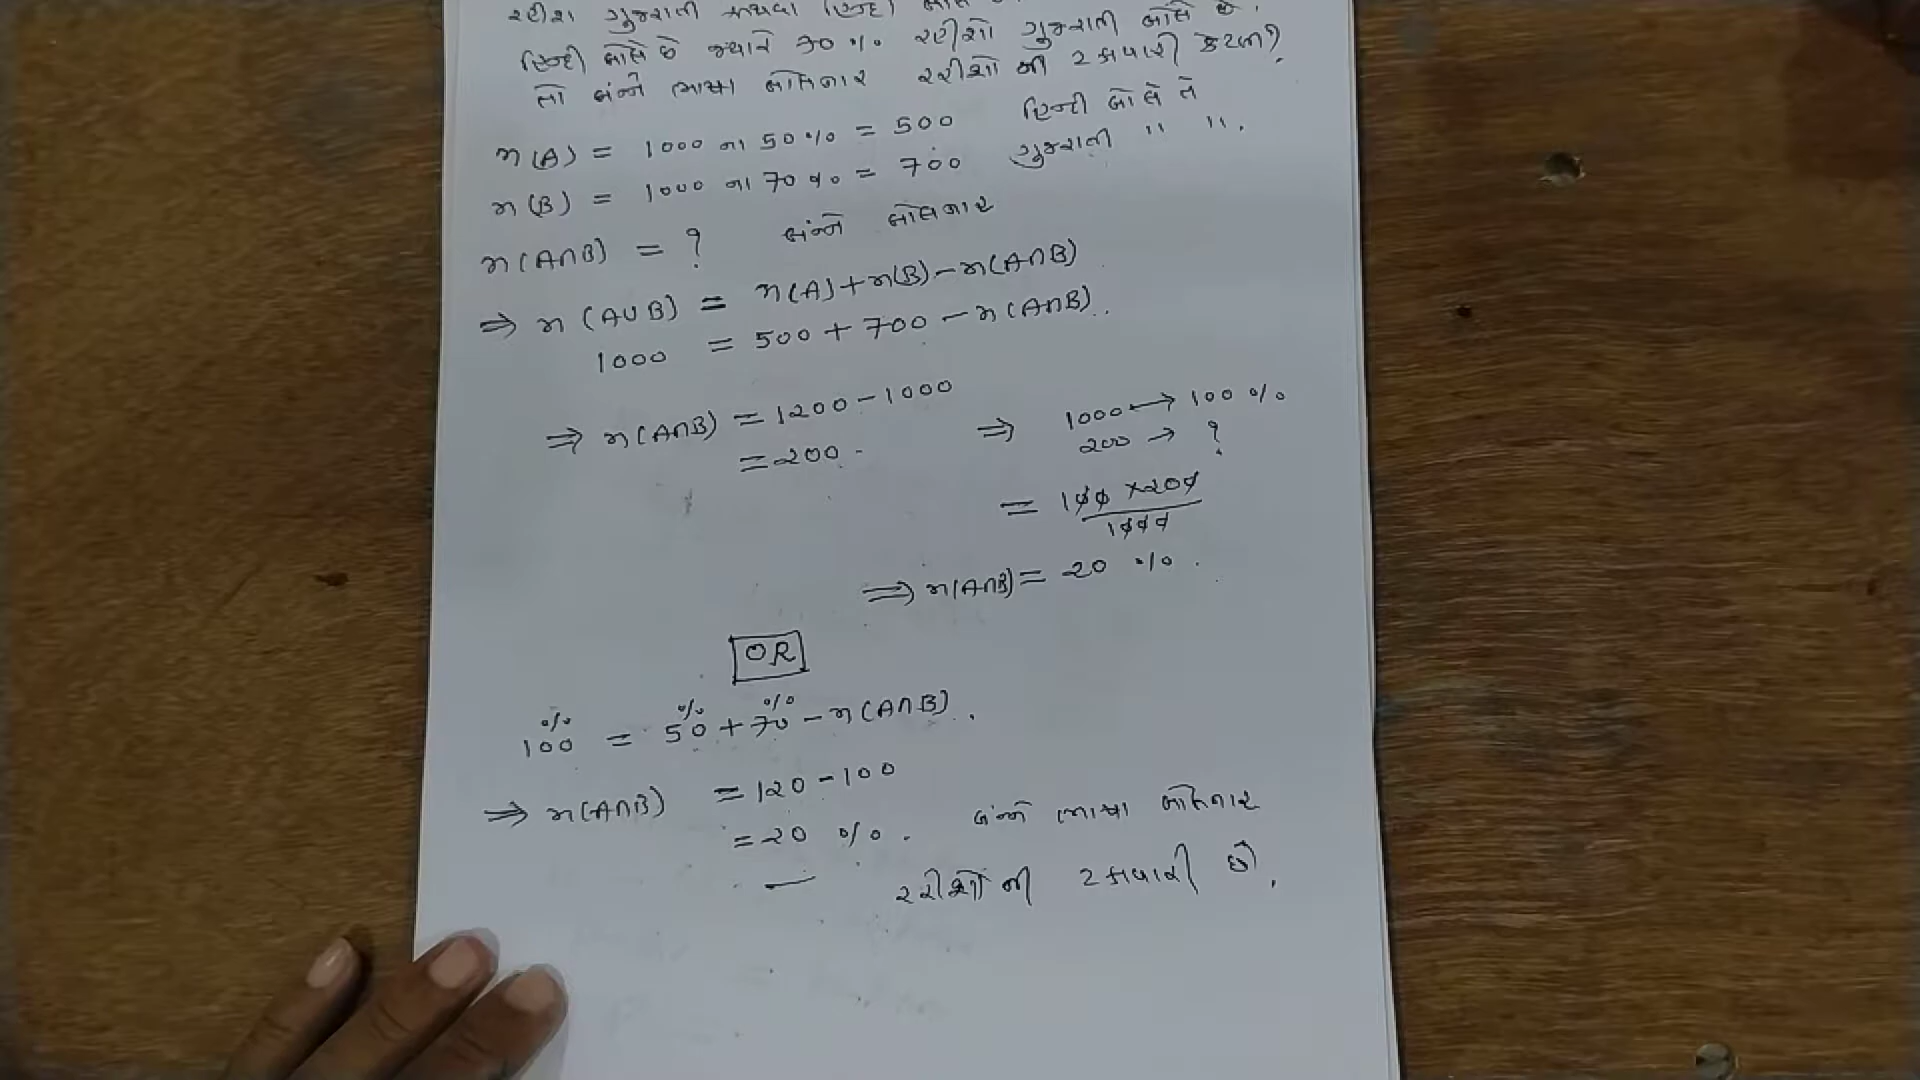 ગુજરાતી અથવા
હિન્દી બોલે છે જ્યારે 70 % રહીશો ગુજરાતી બોલે છે.
તો બંન્ને ભાષા બોલનાર રહીશો ની ટકાવારી કેટલી?
n(A) = 1000 ના 50% = 500 હિન્દી બોલે તે
n(B) = 1000 ના 70 % = 700 ગુજરાતી " ".
n(A∩B) = ? બંન્ને બોલનાર
⇒ n(A∪B) = n(A)+n(B)-n(A∩B)
1000 = 500 + 700 - n(A∩B).
⇒ n(A∩B) = 1200 - 1000
= 200.
⇒ 1000 ↔ 100 %
200 → ?
= 100 × 200
1000
⇒ n(A∩B) = 20 %.
OR
% % %
100 = 50 + 70 - n(A∩B).
⇒ n(A∩B) = 120 - 100
= 20 %. બંન્ને ભાષા બોલનાર
રહીશો ની ટકાવારી છે.